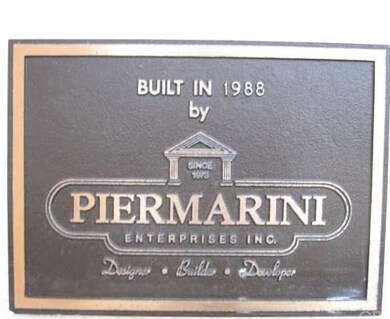 BUILT IN 1988
by
SINCE
1973
PIERMARINI
ENTERPRISES INC.
Designer • Builder • Developer